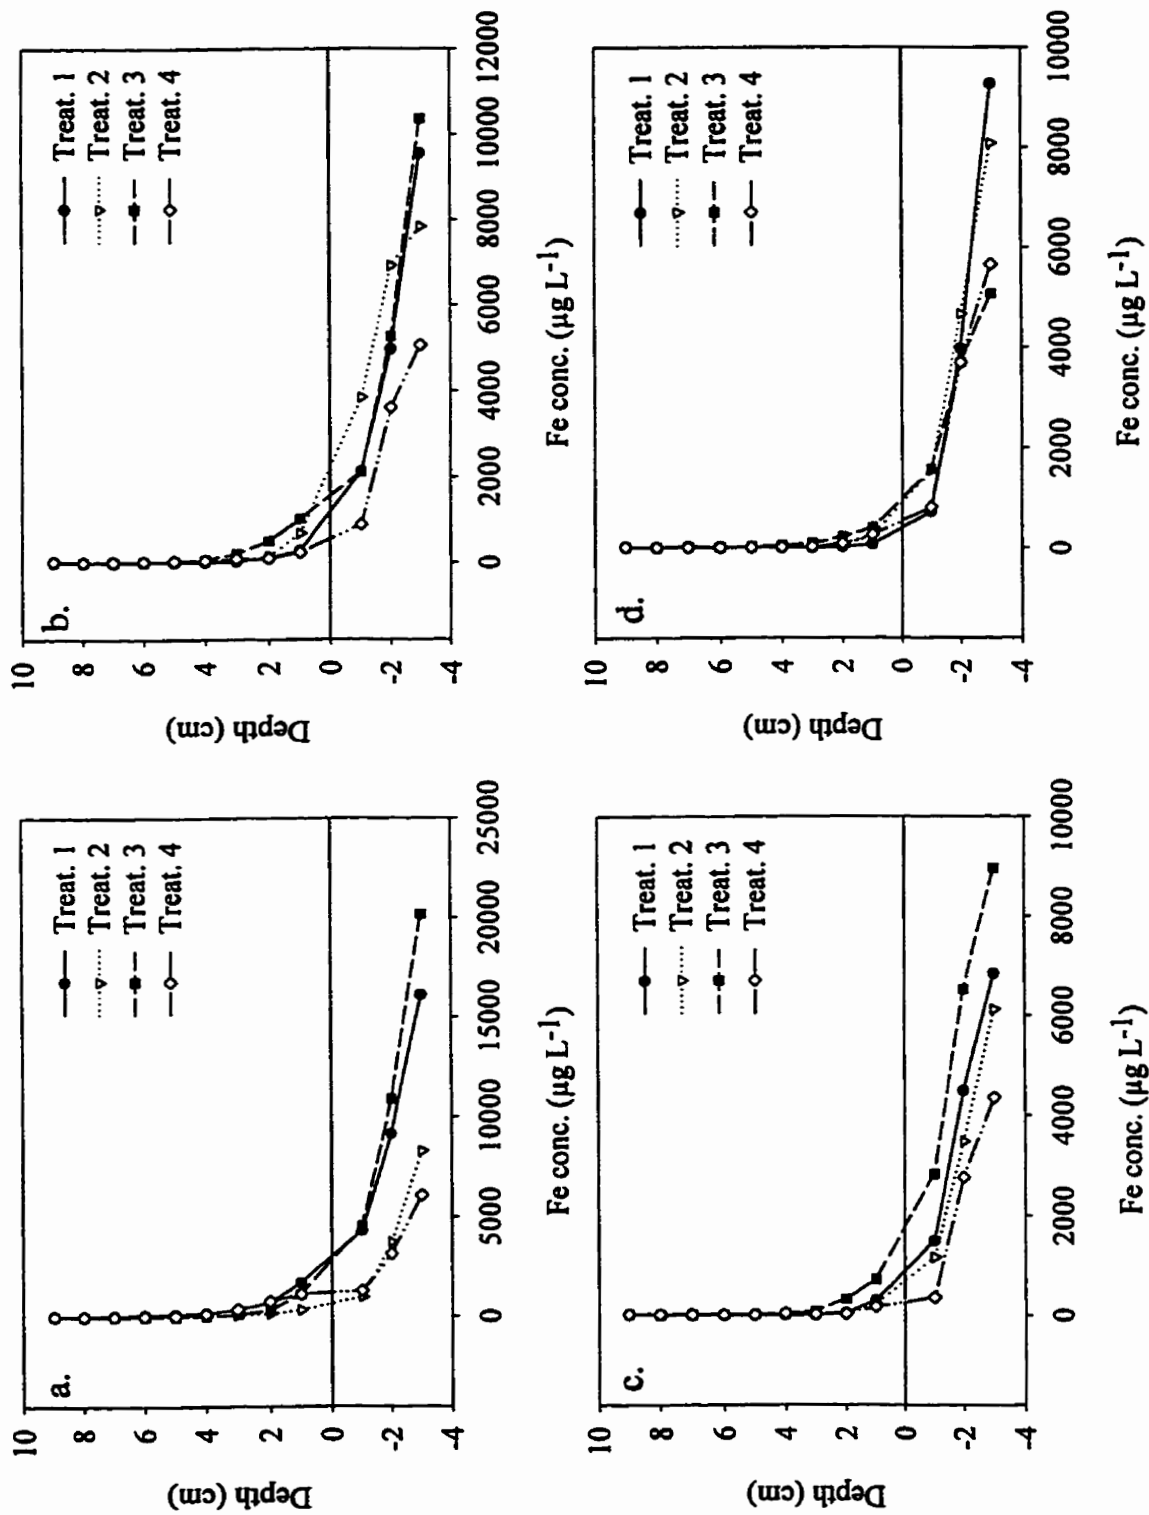 a.
Treat. 1
Treat. 2
Treat. 3
Treat. 4
10
8
6
4
2
0
-2
-4
Depth (cm)
0
5000
10000
15000
20000
25000
Fe conc. (µg L⁻¹)
b.
Treat. 1
Treat. 2
Treat. 3
Treat. 4
10
8
6
4
2
0
-2
-4
Depth (cm)
0
2000
4000
6000
8000
10000
12000
Fe conc. (µg L⁻¹)
c.
Treat. 1
Treat. 2
Treat. 3
Treat. 4
10
8
6
4
2
0
-2
-4
Depth (cm)
0
2000
4000
6000
8000
10000
Fe conc. (µg L⁻¹)
d.
Treat. 1
Treat. 2
Treat. 3
Treat. 4
10
8
6
4
2
0
-2
-4
Depth (cm)
0
2000
4000
6000
8000
10000
Fe conc. (µg L⁻¹)